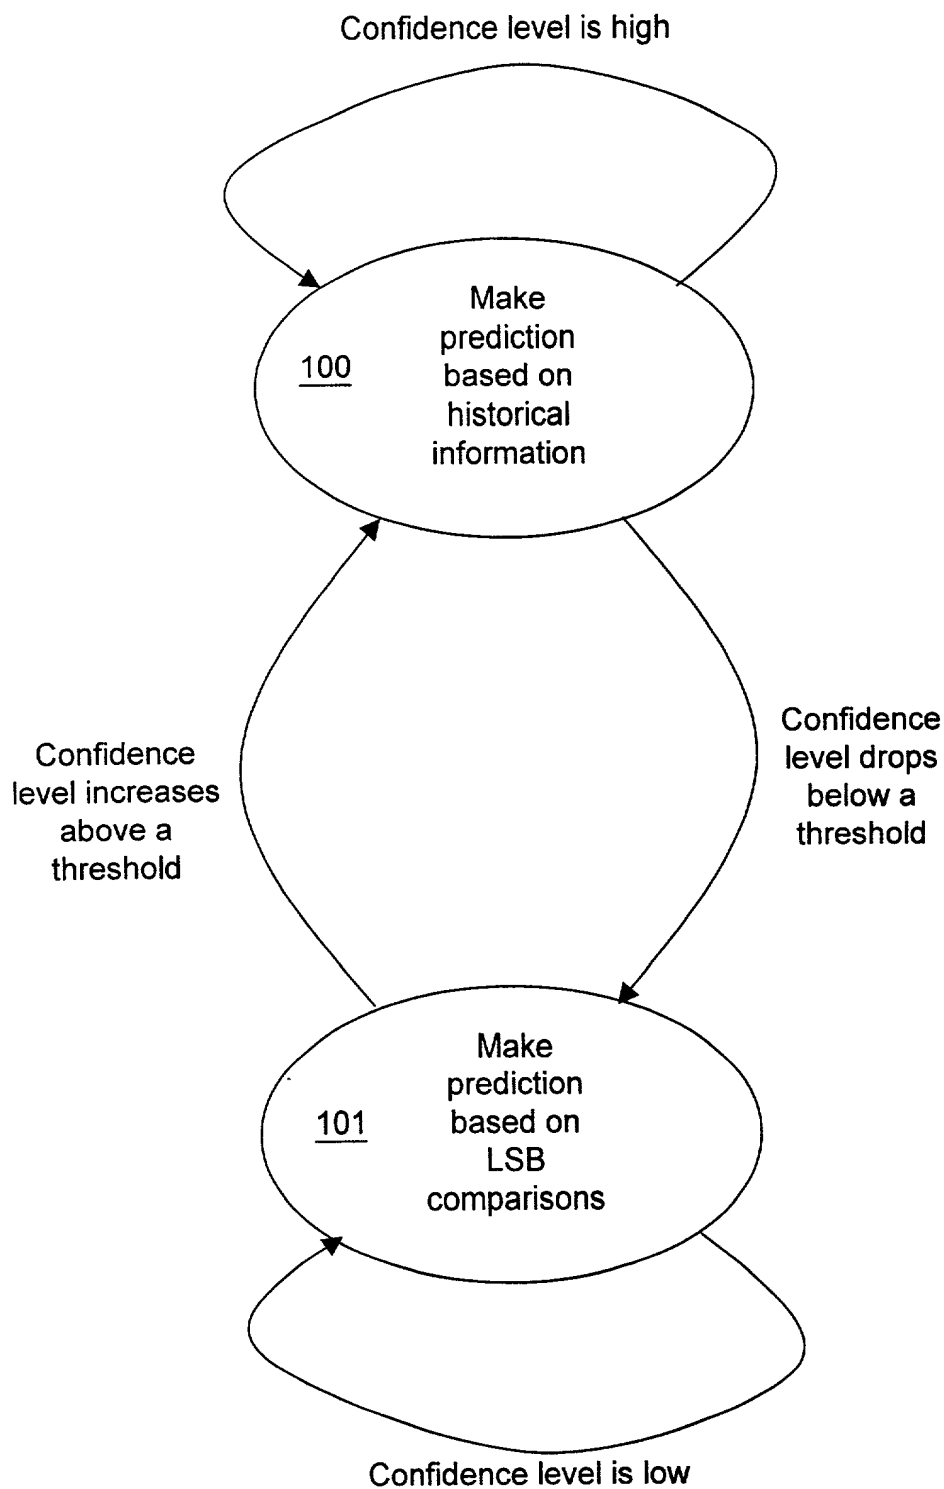 Confidence level is high
Make
prediction
100
based on
historical
information
Confidence
level drops
below a
threshold
Confidence
level increases
above a
threshold
Make
prediction
101
based on
LSB
comparisons
Confidence level is low